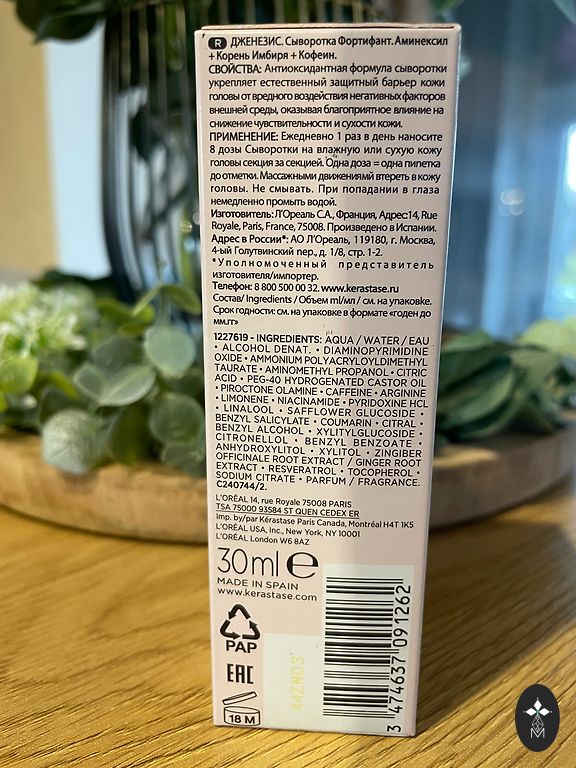 R ДЖЕНЕЗИС. Сыворотка Фортифант. Аминексил
+ Корень Имбиря + Кофеин.
СВОЙСТВА: Антиоксидантная формула сыворотки
укрепляет естественный защитный барьер кожи
головы от вредного воздействия негативных факторов
внешней среды, оказывая благоприятное влияние на
снижение чувствительности и сухости кожи.
ПРИМЕНЕНИЕ: Ежедневно 1 раз в день наносите
8 дозы Сыворотки на влажную или сухую кожу
головы секция за секцией. Одна доза = одна пипетка
до отметки. Массажными движениями втереть в кожу
головы. Не смывать. При попадании в глаза
немедленно промыть водой.
Изготовитель: Л'Ореаль С.А., Франция, Адрес14, Rue
Royale, Paris, France, 75008. Произведено в Испании.
Адрес в России*: АО Л'Ореаль, 119180, г. Москва,
4-ый Голутвинский пер., д. 1/8, стр. 1-2.
*Уполномоченный представитель
изготовителя/импортер.
Телефон: 8 800 500 00 32. www.kerastase.ru
Состав/ Ingredients / Объем ml/мл / см. на упаковке.
Срок годности: см. на упаковке в формате «годен до
мм.гг»
1227619 - INGREDIENTS: AQUA / WATER / EAU
• ALCOHOL DENAT. • DIAMINOPYRIMIDINE
OXIDE • AMMONIUM POLYACRYLOYLDIMETHYL
TAURATE • AMINOMETHYL PROPANOL • CITRIC
ACID • PEG-40 HYDROGENATED CASTOR OIL
• PIROCTONE OLAMINE • CAFFEINE • ARGININE
• LIMONENE • NIACINAMIDE • PYRIDOXINE HCL
• LINALOOL • SAFFLOWER GLUCOSIDE •
BENZYL SALICYLATE • COUMARIN • CITRAL •
BENZYL ALCOHOL • XYLITYLGLUCOSIDE •
CITRONELLOL • BENZYL BENZOATE •
ANHYDROXYLITOL • XYLITOL • ZINGIBER
OFFICINALE ROOT EXTRACT / GINGER ROOT
EXTRACT • RESVERATROL • TOCOPHEROL •
SODIUM CITRATE • PARFUM / FRAGRANCE.
C240744/2.
L'ORÉAL 14, rue Royale 75008 PARIS
TSA 75000 93584 ST QUEN CEDEX ER
Imp. by/par Kérastase Paris Canada, Montréal H4T 1K5
L'ORÉAL USA, Inc., New York, NY 10001
L'ORÉAL London W6 8AZ
30ml e
MADE IN SPAIN
www.kerastase.com
PAP
EAC
18 M
44ZN03
3 474637 091262